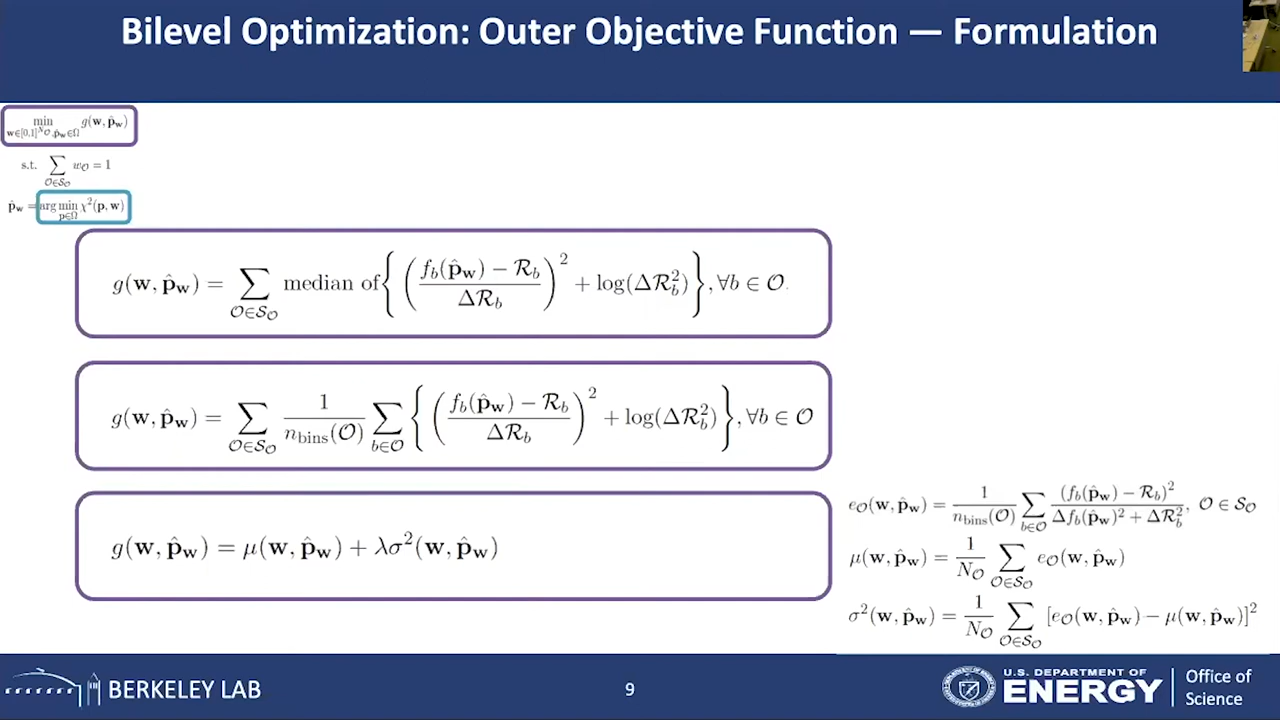 Bilevel Optimization: Outer Objective Function — Formulation
min_{w∈[0,1]^{N_𝒪}, p̂_w∈Ω} g(w, p̂_w)
s.t. ∑_{𝒪∈𝒮_𝒪} w_𝒪 = 1
p̂_w = arg min_{p∈Ω} χ²(p, w)
g(w, p̂_w) = ∑_{𝒪∈𝒮_𝒪} median of { ( (f_b(p̂_w) − ℛ_b) / Δℛ_b )² + log(Δℛ_b²) }, ∀b ∈ 𝒪.
g(w, p̂_w) = ∑_{𝒪∈𝒮_𝒪} 1/n_bins(𝒪) ∑_{b∈𝒪} { ( (f_b(p̂_w) − ℛ_b) / Δℛ_b )² + log(Δℛ_b²) }, ∀b ∈ 𝒪
g(w, p̂_w) = μ(w, p̂_w) + λσ²(w, p̂_w)
e_𝒪(w, p̂_w) = 1/n_bins(𝒪) ∑_{b∈𝒪} (f_b(p̂_w) − ℛ_b)² / (Δf_b(p̂_w)² + Δℛ_b²), 𝒪 ∈ 𝒮_𝒪
μ(w, p̂_w) = 1/N_𝒪 ∑_{𝒪∈𝒮_𝒪} e_𝒪(w, p̂_w)
σ²(w, p̂_w) = 1/N_𝒪 ∑_{𝒪∈𝒮_𝒪} [e_𝒪(w, p̂_w) − μ(w, p̂_w)]²
BERKELEY LAB
9
U.S. DEPARTMENT OF
ENERGY
Office of
Science